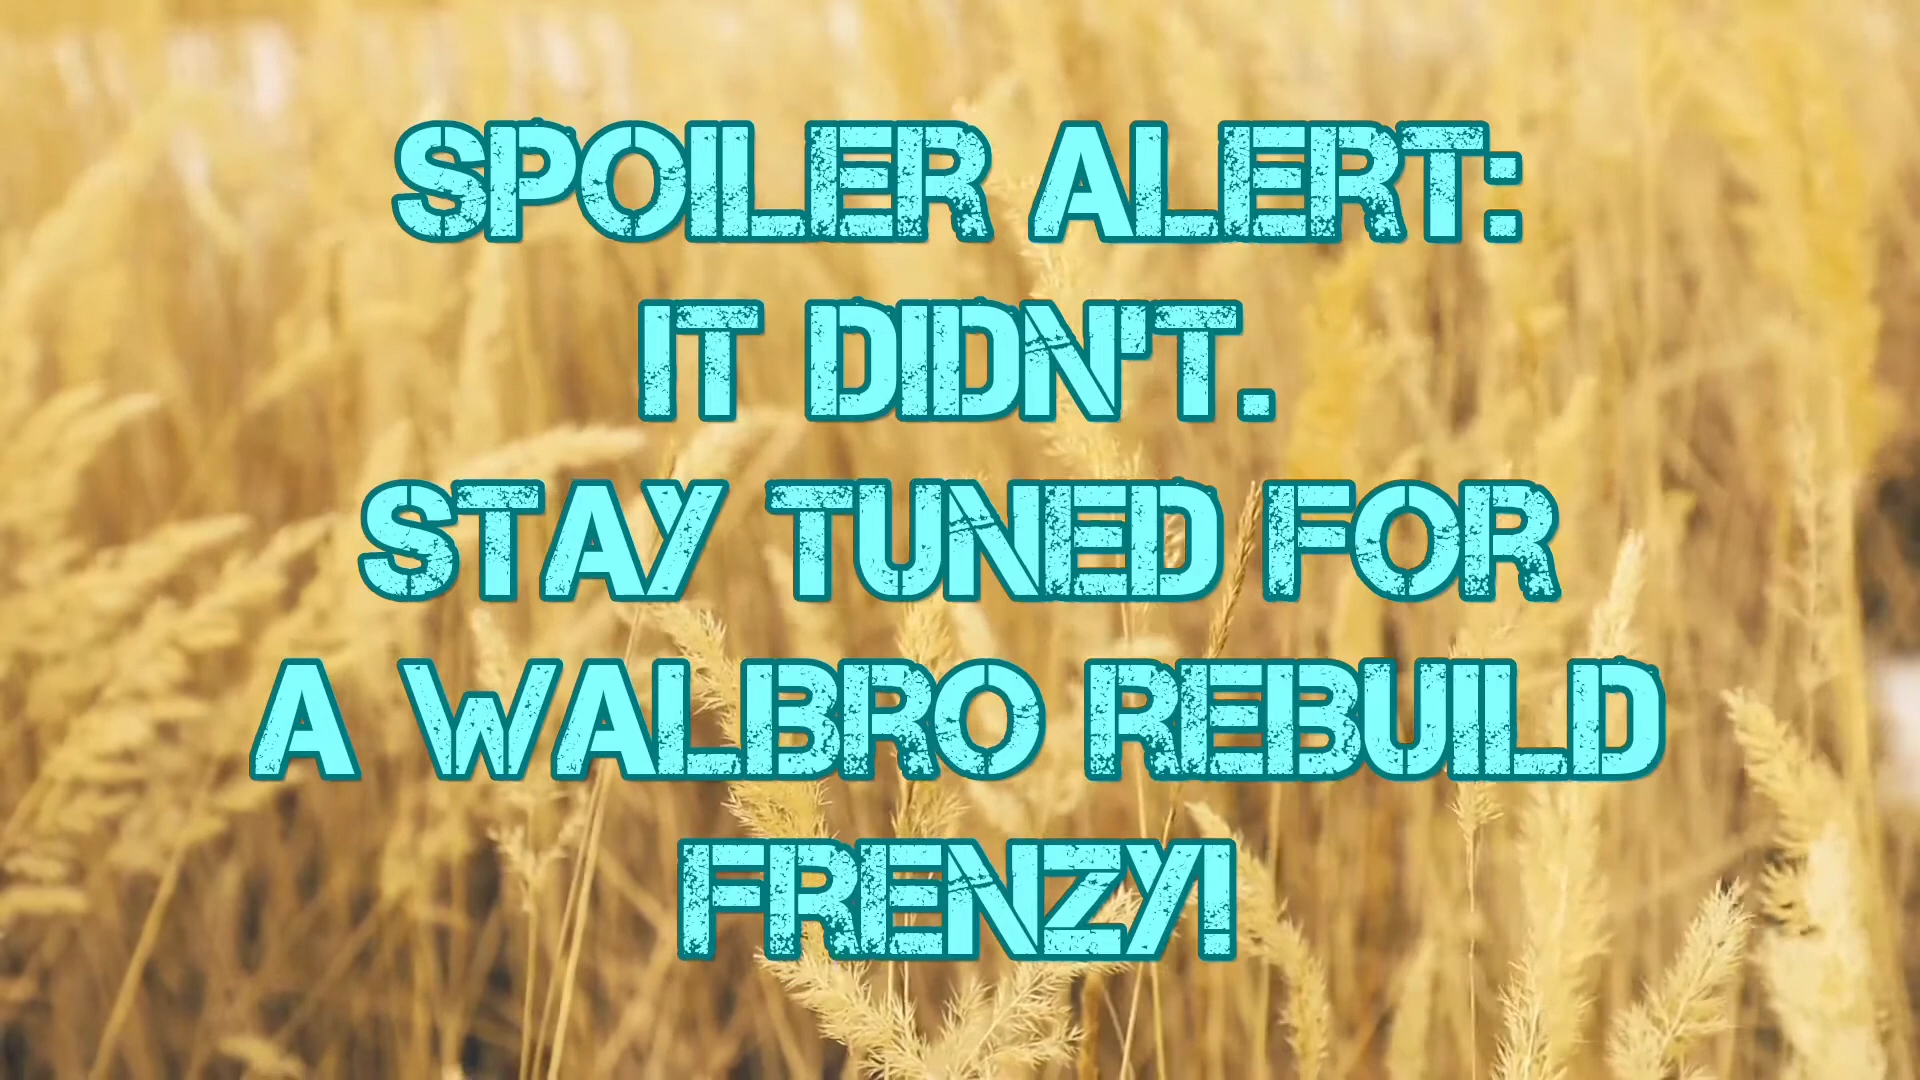 SPOILER ALERT:
IT DIDN'T.
STAY TUNED FOR
A WALBRO REBUILD
FRENZY!